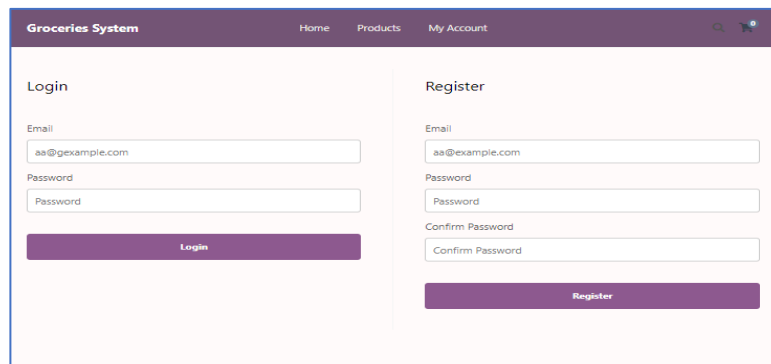 Groceries System Home Products My Account 0
Login
Email
aa@gexample.com
Password
Password
Login
Register
Email
aa@example.com
Password
Password
Confirm Password
Confirm Password
Register